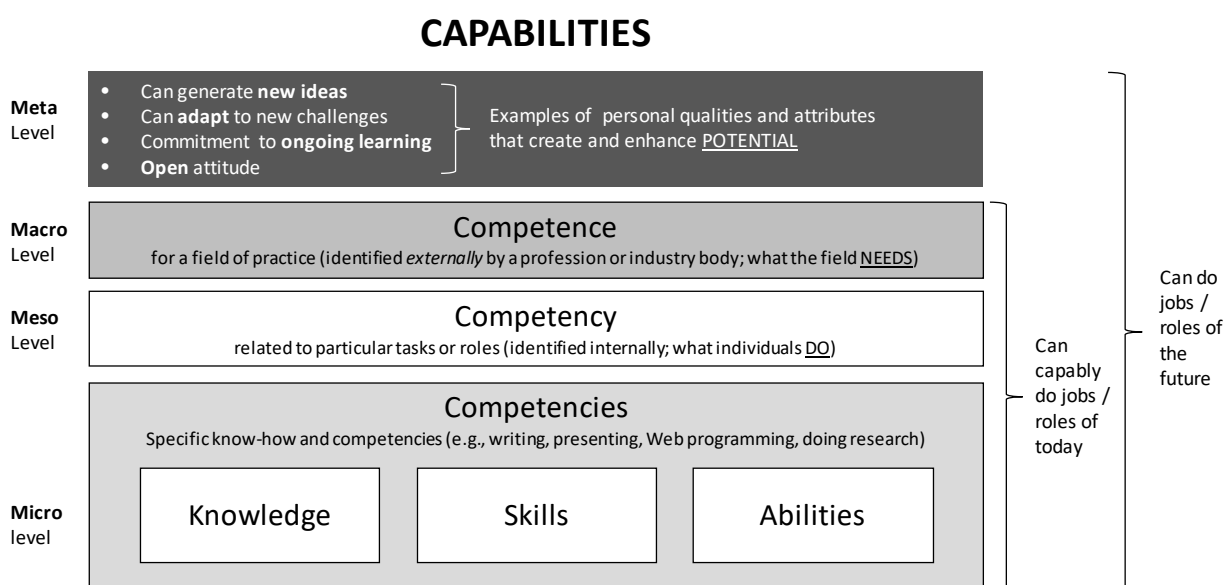 CAPABILITIES
Meta
Level
• Can generate new ideas
• Can adapt to new challenges
• Commitment to ongoing learning
• Open attitude
Examples of personal qualities and attributes
that create and enhance POTENTIAL
Macro
Level
Competence
for a field of practice (identified externally by a profession or industry body; what the field NEEDS)
Meso
Level
Competency
related to particular tasks or roles (identified internally; what individuals DO)
Micro
level
Competencies
Specific know-how and competencies (e.g., writing, presenting, Web programming, doing research)
Knowledge
Skills
Abilities
Can
capably
do jobs /
roles of
today
Can do
jobs /
roles of
the
future